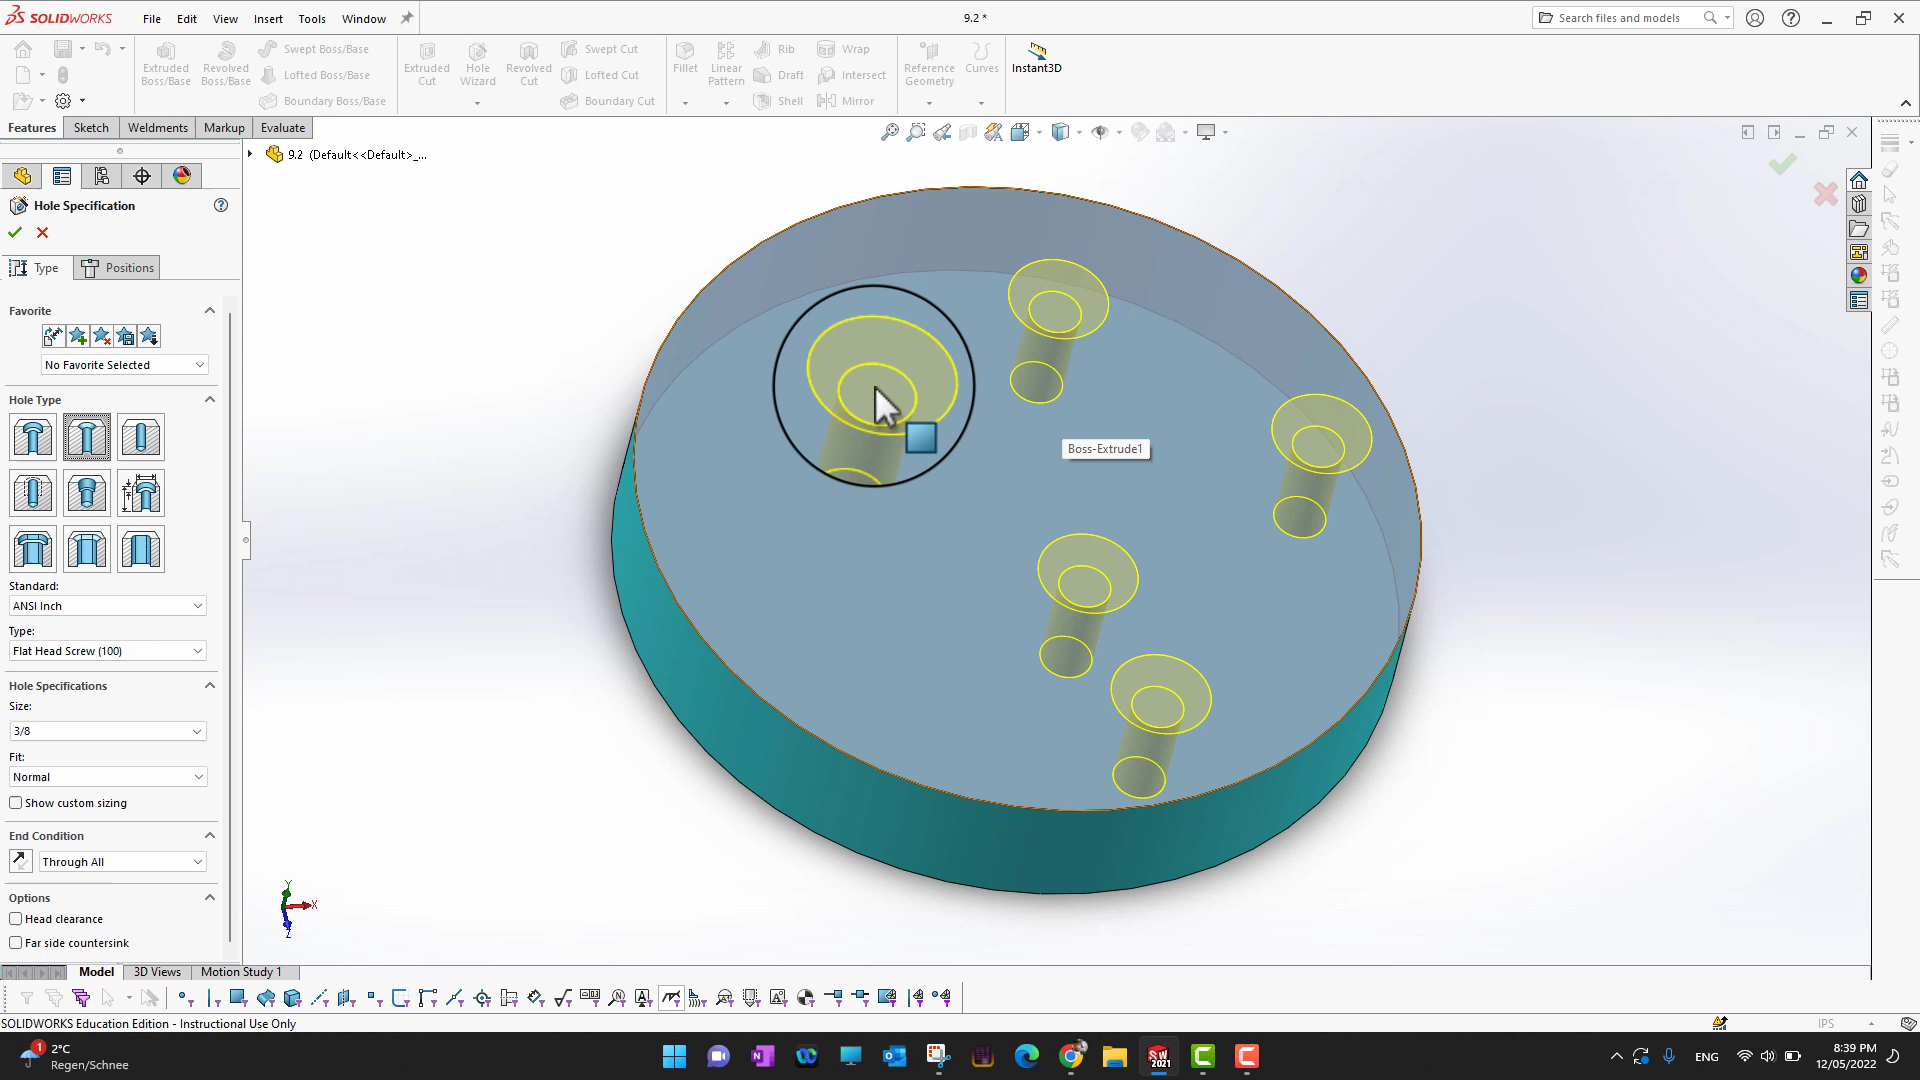 SOLIDWORKS File Edit View Insert Tools Window 9.2 * Search files and models
Extruded Boss/Base Revolved Boss/Base Swept Boss/Base Lofted Boss/Base Boundary Boss/Base Extruded Cut Hole Wizard Revolved Cut Swept Cut Lofted Cut Boundary Cut Fillet Linear Pattern Rib Draft Shell Wrap Intersect Mirror Reference Geometry Curves Instant3D
Features Sketch Weldments Markup Evaluate
9.2 (Default<<Default>_...
Hole Specification
Type Positions
Favorite
No Favorite Selected
Hole Type
Standard:
ANSI Inch
Type:
Flat Head Screw (100)
Hole Specifications
Size:
3/8
Fit:
Normal
Show custom sizing
End Condition
Through All
Options
Head clearance
Far side countersink
Boss-Extrude1
Y
X
Z
Model 3D Views Motion Study 1
SOLIDWORKS Education Edition - Instructional Use Only IPS
1
2°C
Regen/Schnee
SW
2021
ENG
8:39 PM
12/05/2022